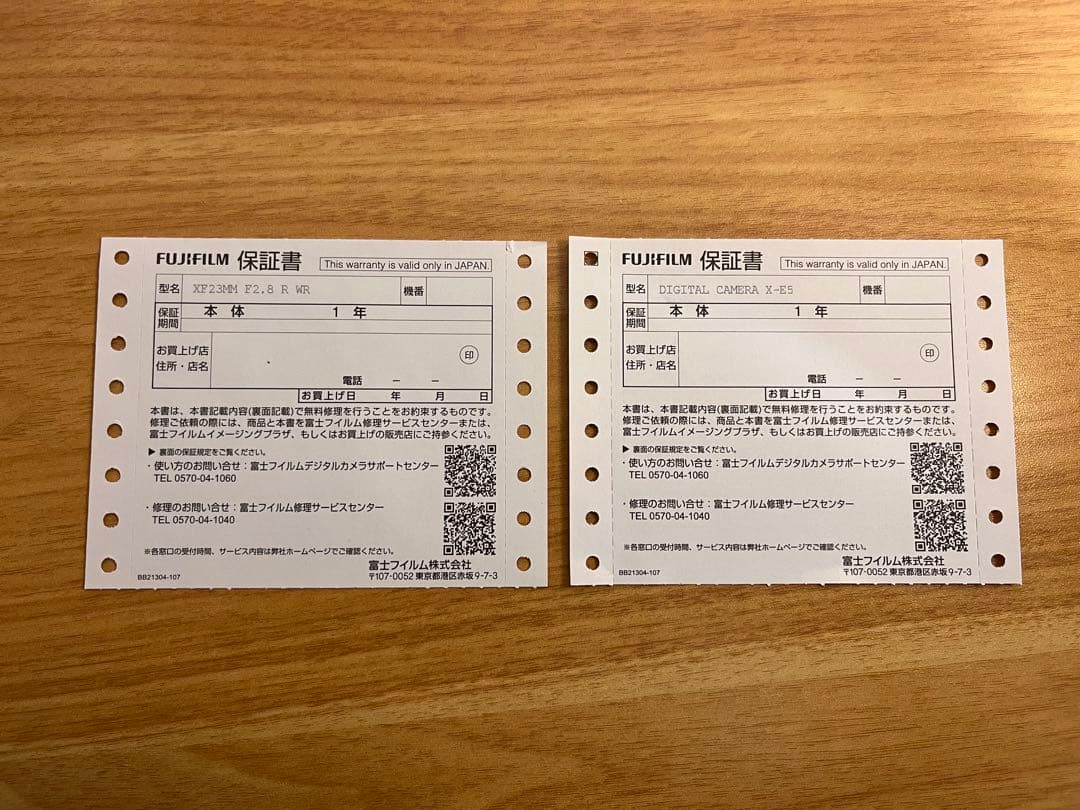 FUJIFILM 保証書 This warranty is valid only in JAPAN.
型名 XF23MM F2.8 R WR 機番
保証期間 本体 1年
お買上げ店
住所・店名 印
電話 ー ー
お買上げ日 年 月 日
本書は、本書記載内容(裏面記載)で無料修理を行うことをお約束するものです。
修理ご依頼の際には、商品と本書を富士フイルム修理サービスセンターまたは、
富士フイルムイメージングプラザ、もしくはお買上げの販売店にご持参ください。
▶ 裏面の保証規定をご覧ください。
・使い方のお問い合せ:富士フイルムデジタルカメラサポートセンター
TEL 0570-04-1060
・修理のお問い合せ:富士フイルム修理サービスセンター
TEL 0570-04-1040
※各窓口の受付時間、サービス内容は弊社ホームページでご確認ください。
富士フイルム株式会社
BB21304-107 〒107-0052 東京都港区赤坂9-7-3
FUJIFILM 保証書 This warranty is valid only in JAPAN.
型名 DIGITAL CAMERA X-E5 機番
保証期間 本体 1年
お買上げ店
住所・店名 印
電話 ー ー
お買上げ日 年 月 日
本書は、本書記載内容(裏面記載)で無料修理を行うことをお約束するものです。
修理ご依頼の際には、商品と本書を富士フイルム修理サービスセンターまたは、
富士フイルムイメージングプラザ、もしくはお買上げの販売店にご持参ください。
▶ 裏面の保証規定をご覧ください。
・使い方のお問い合せ:富士フイルムデジタルカメラサポートセンター
TEL 0570-04-1060
・修理のお問い合せ:富士フイルム修理サービスセンター
TEL 0570-04-1040
※各窓口の受付時間、サービス内容は弊社ホームページでご確認ください。
富士フイルム株式会社
BB21304-107 〒107-0052 東京都港区赤坂9-7-3